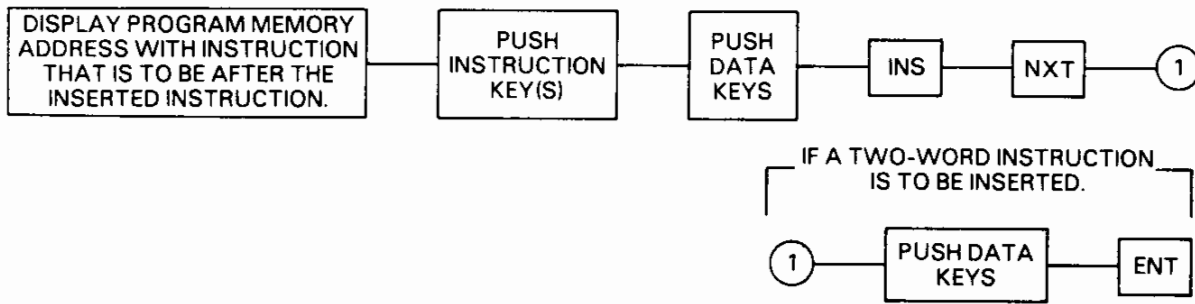 DISPLAY PROGRAM MEMORY
ADDRESS WITH INSTRUCTION
THAT IS TO BE AFTER THE
INSERTED INSTRUCTION.
PUSH
INSTRUCTION
KEY(S)
PUSH
DATA
KEYS
INS
NXT
1
IF A TWO-WORD INSTRUCTION
IS TO BE INSERTED.
1
PUSH DATA
KEYS
ENT